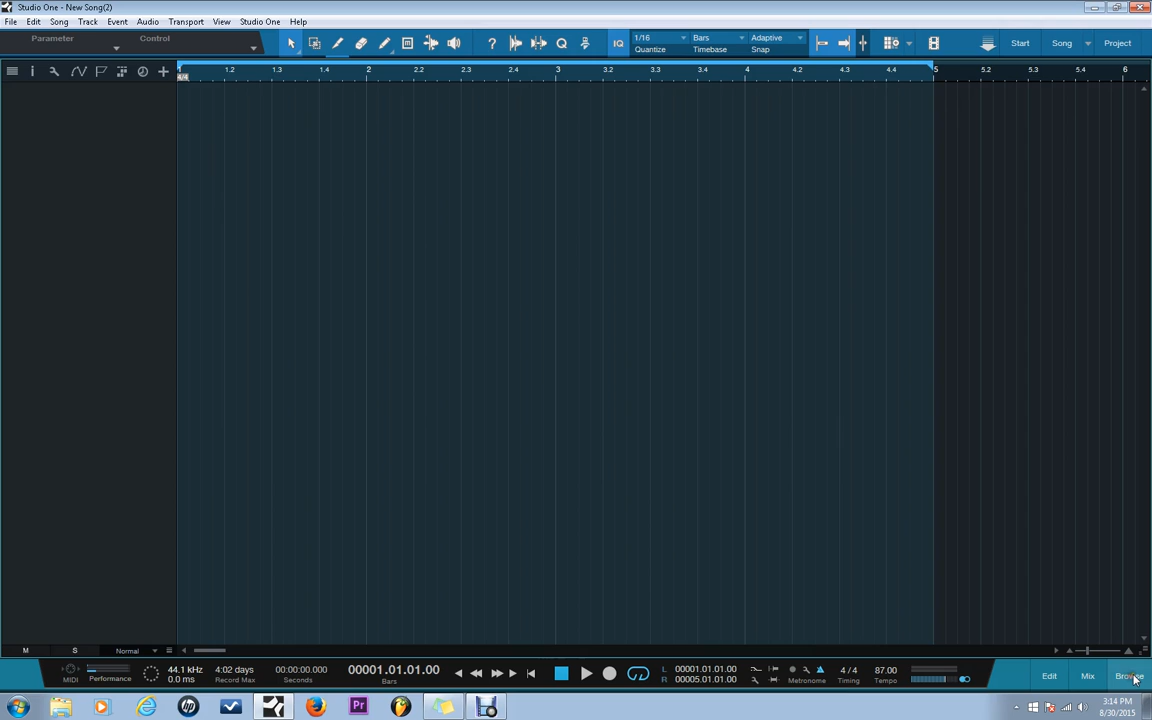 Studio One - New Song(2)
File Edit Song Track Event Audio Transport View Studio One Help
Parameter Control
1/16 Bars Adaptive
IQ
Quantize Timebase Snap
Start Song Project
1 1.2 1.3 1.4 2 2.2 2.3 2.4 3 3.2 3.3 3.4 4 4.2 4.3 4.4 5 5.2 5.3 5.4 6
4/4
M S Normal
MIDI Performance
44.1 kHz
0.0 ms
4:02 days
Record Max
00:00:00.000
Seconds
00001.01.01.00
Bars
L 00001.01.01.00
R 00005.01.01.00
Metronome
4 / 4
Timing
87.00
Tempo
Edit Mix Browse
3:14 PM
8/30/2015